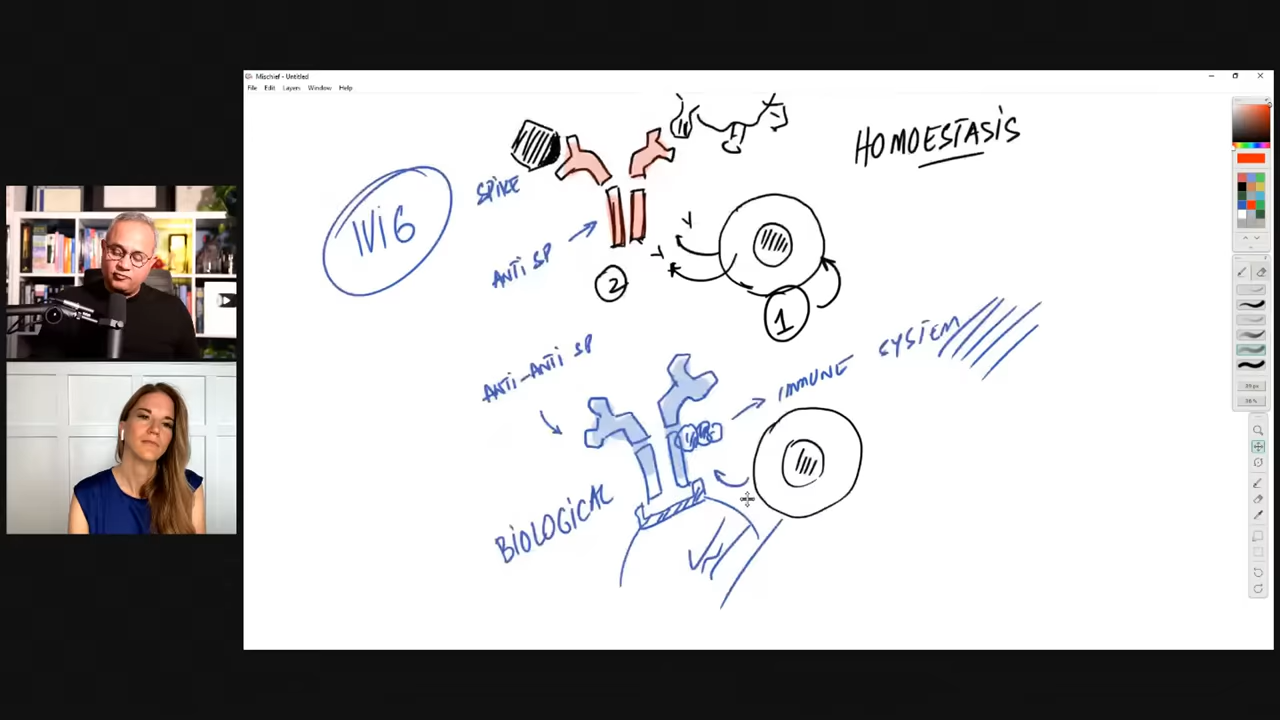 Mischief - Untitled
File Edit Layers Window Help
HOMOESTASIS
SPIKE
IVIG
ANTI SP
2
1
ANTI-ANTI SP
IMMUNE SYSTEM
BIOLOGICAL